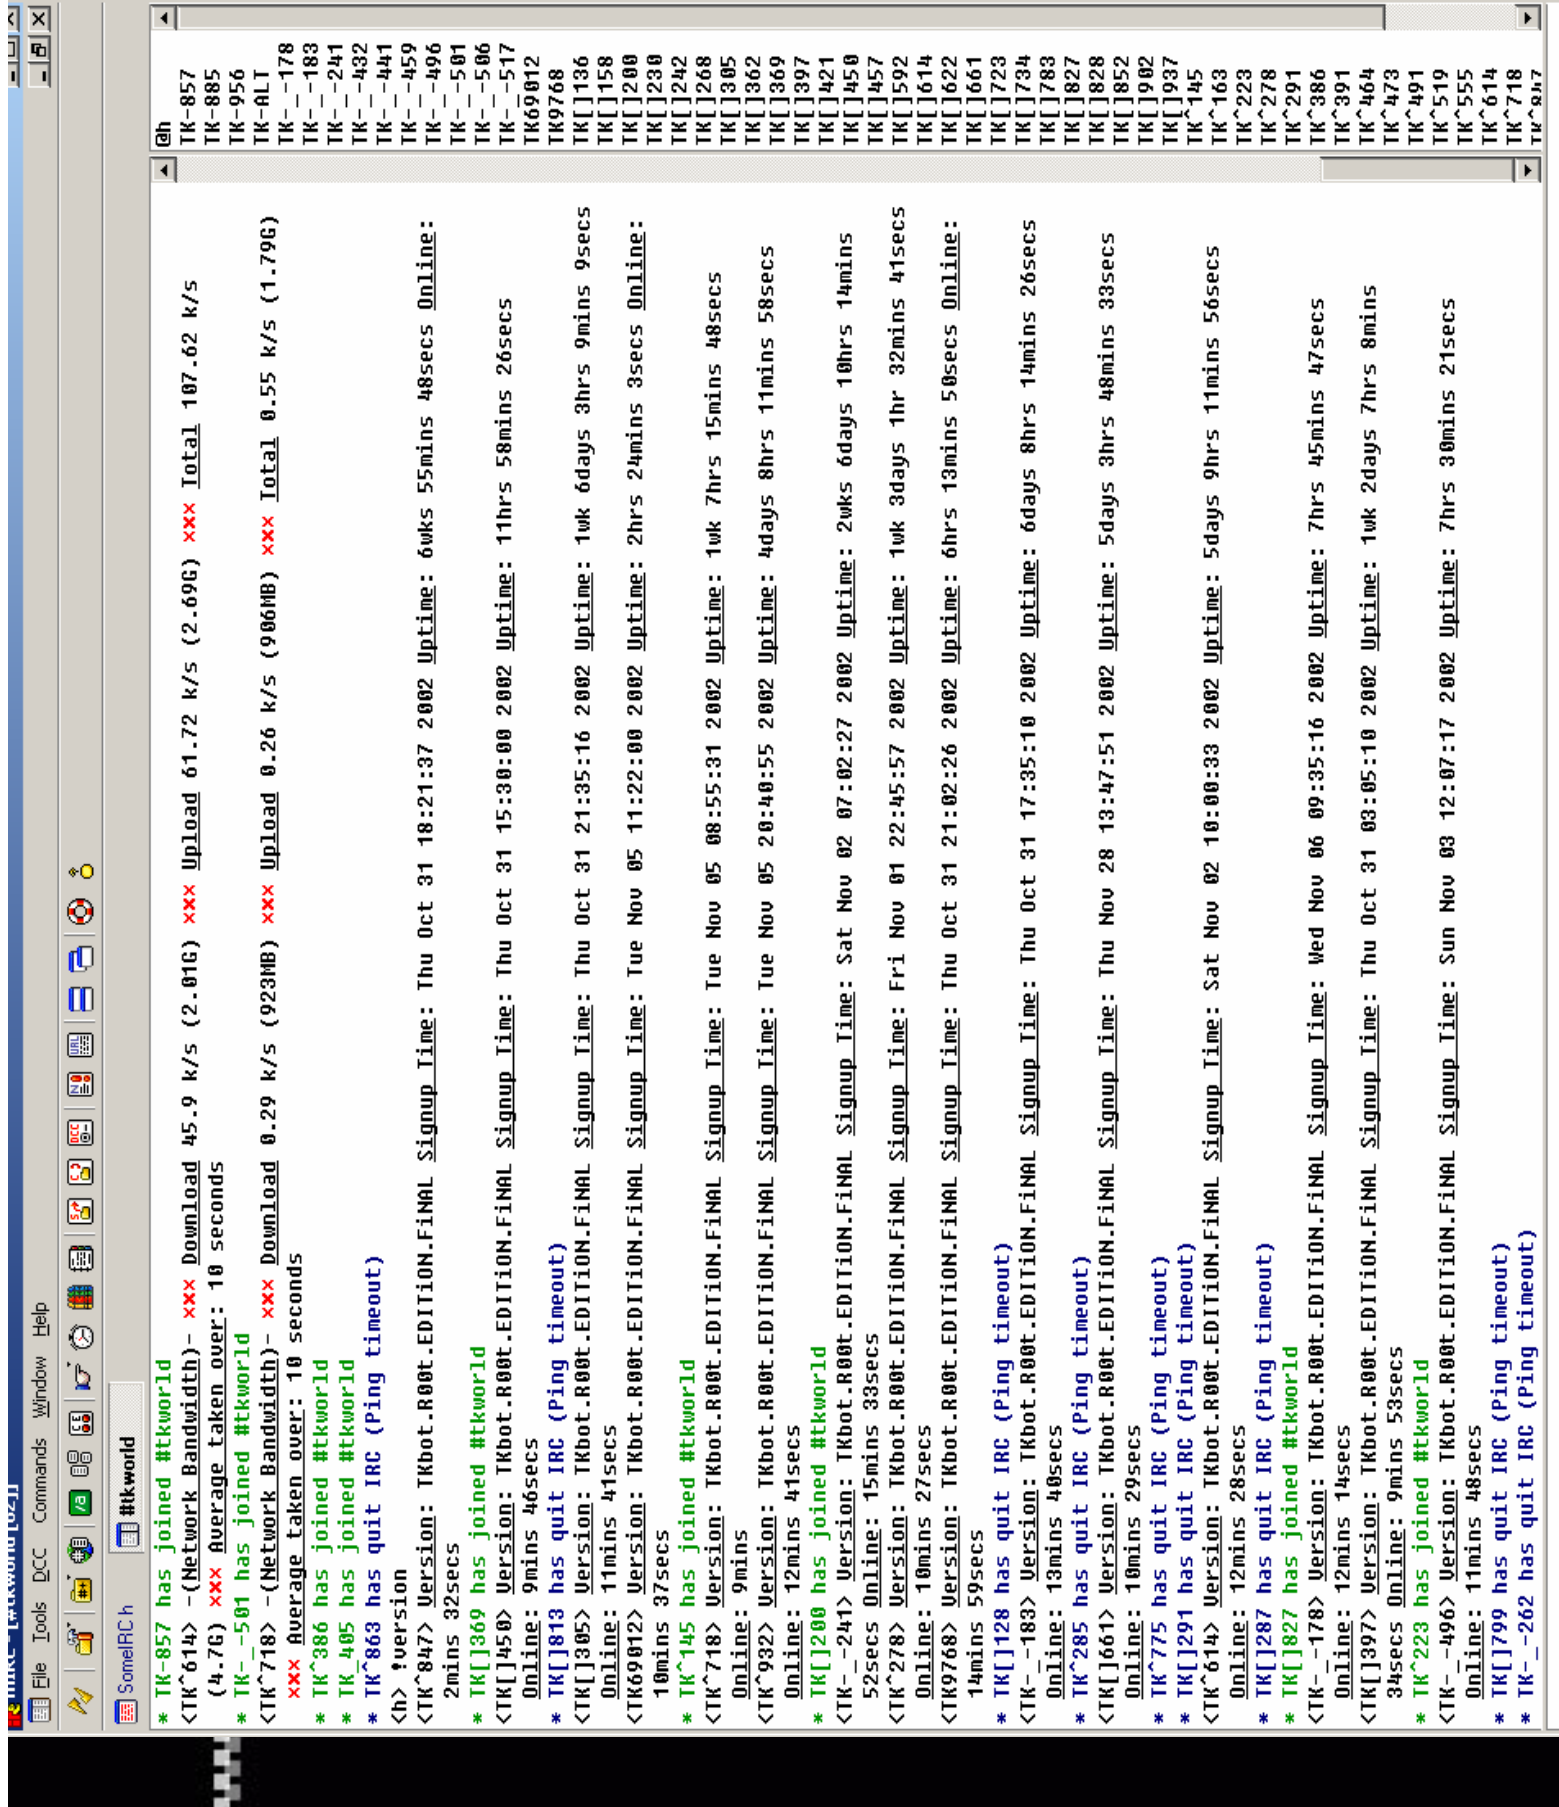 File Tools DCC Commands Window Help
SomeIRC h
#tkworld
* TK-857 has joined #tkworld
<TK^614> -(Network Bandwidth)- xxx Download 45.9 k/s (2.01G) xxx Upload 61.72 k/s (2.69G) xxx Total 107.62 k/s
(4.7G) xxx Average taken over: 10 seconds
* TK-_-501 has joined #tkworld
<TK^718> -(Network Bandwidth)- xxx Download 0.29 k/s (923MB) xxx Upload 0.26 k/s (906MB) xxx Total 0.55 k/s (1.79G)
xxx Average taken over: 10 seconds
* TK^386 has joined #tkworld
* TK_405 has joined #tkworld
* TK^863 has quit IRC (Ping timeout)
<h> !version
<TK^847> Version: TKbot.R00t.EDITiON.FiNAL Signup Time: Thu Oct 31 18:21:37 2002 Uptime: 6wks 55mins 48secs Online:
2mins 32secs
* TK[]369 has joined #tkworld
<TK[]450> Version: TKbot.R00t.EDITiON.FiNAL Signup Time: Thu Oct 31 15:30:00 2002 Uptime: 11hrs 58mins 26secs
Online: 9mins 46secs
* TK[]813 has quit IRC (Ping timeout)
<TK[]305> Version: TKbot.R00t.EDITiON.FiNAL Signup Time: Thu Oct 31 21:35:16 2002 Uptime: 1wk 6days 3hrs 9mins 9secs
Online: 11mins 41secs
<TK69012> Version: TKbot.R00t.EDITiON.FiNAL Signup Time: Tue Nov 05 11:22:00 2002 Uptime: 2hrs 24mins 3secs Online:
10mins 37secs
* TK^145 has joined #tkworld
<TK^718> Version: TKbot.R00t.EDITiON.FiNAL Signup Time: Tue Nov 05 08:55:31 2002 Uptime: 1wk 7hrs 15mins 48secs
Online: 9mins
<TK^932> Version: TKbot.R00t.EDITiON.FiNAL Signup Time: Tue Nov 05 20:40:55 2002 Uptime: 4days 8hrs 11mins 58secs
Online: 12mins 41secs
* TK[]200 has joined #tkworld
<TK-_-241> Version: TKbot.R00t.EDITiON.FiNAL Signup Time: Sat Nov 02 07:02:27 2002 Uptime: 2wks 6days 10hrs 14mins
52secs Online: 15mins 33secs
<TK^278> Version: TKbot.R00t.EDITiON.FiNAL Signup Time: Fri Nov 01 22:45:57 2002 Uptime: 1wk 3days 1hr 32mins 41secs
Online: 10mins 27secs
<TK9768> Version: TKbot.R00t.EDITiON.FiNAL Signup Time: Thu Oct 31 21:02:26 2002 Uptime: 6hrs 13mins 50secs Online:
14mins 59secs
* TK[]128 has quit IRC (Ping timeout)
<TK-_-183> Version: TKbot.R00t.EDITiON.FiNAL Signup Time: Thu Oct 31 17:35:10 2002 Uptime: 6days 8hrs 14mins 26secs
Online: 13mins 40secs
* TK^285 has quit IRC (Ping timeout)
<TK[]661> Version: TKbot.R00t.EDITiON.FiNAL Signup Time: Thu Nov 28 13:47:51 2002 Uptime: 5days 3hrs 48mins 33secs
Online: 10mins 29secs
* TK^775 has quit IRC (Ping timeout)
* TK[]291 has quit IRC (Ping timeout)
<TK^614> Version: TKbot.R00t.EDITiON.FiNAL Signup Time: Sat Nov 02 10:00:33 2002 Uptime: 5days 9hrs 11mins 56secs
Online: 12mins 28secs
* TK[]287 has quit IRC (Ping timeout)
* TK[]827 has joined #tkworld
<TK-_-178> Version: TKbot.R00t.EDITiON.FiNAL Signup Time: Wed Nov 06 09:35:16 2002 Uptime: 7hrs 45mins 47secs
Online: 12mins 14secs
<TK[]397> Version: TKbot.R00t.EDITiON.FiNAL Signup Time: Thu Oct 31 03:05:10 2002 Uptime: 1wk 2days 7hrs 8mins
34secs Online: 9mins 53secs
* TK^223 has joined #tkworld
<TK-_-496> Version: TKbot.R00t.EDITiON.FiNAL Signup Time: Sun Nov 03 12:07:17 2002 Uptime: 7hrs 30mins 21secs
Online: 11mins 48secs
* TK[]799 has quit IRC (Ping timeout)
* TK-_-262 has quit IRC (Ping timeout)
@h
TK-857
TK-885
TK-956
TK-ALT
TK-_-178
TK-_-183
TK-_-241
TK-_-432
TK-_-441
TK-_-459
TK-_-496
TK-_-501
TK-_-506
TK-_-517
TK69012
TK9768
TK[]136
TK[]158
TK[]200
TK[]230
TK[]242
TK[]268
TK[]305
TK[]362
TK[]369
TK[]397
TK[]421
TK[]450
TK[]457
TK[]592
TK[]614
TK[]622
TK[]661
TK[]723
TK[]734
TK[]783
TK[]827
TK[]828
TK[]852
TK[]902
TK[]937
TK^145
TK^163
TK^223
TK^278
TK^291
TK^386
TK^391
TK^464
TK^473
TK^491
TK^519
TK^555
TK^614
TK^718
TK^847